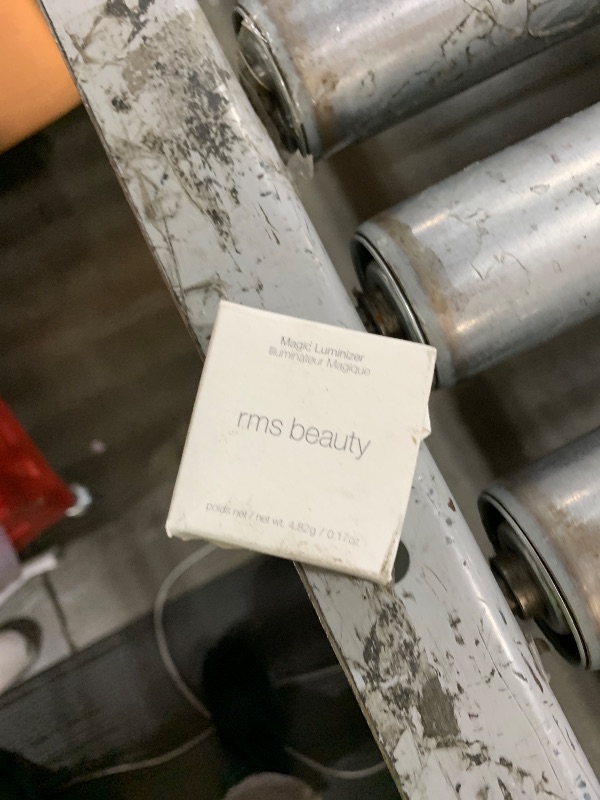 Magic Luminizer
Illuminateur Magique
rms beauty
poids net / net wt. 4.82g / 0.17oz